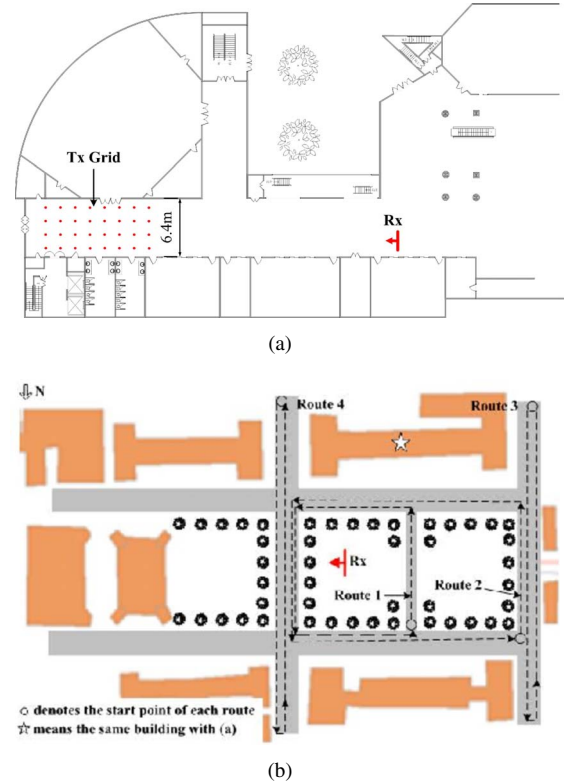 Tx Grid
6.4m
Rx
(a)
N
Route 4
Route 3
Rx
Route 1
Route 2
○ denotes the start point of each route
☆ means the same building with (a)
(b)